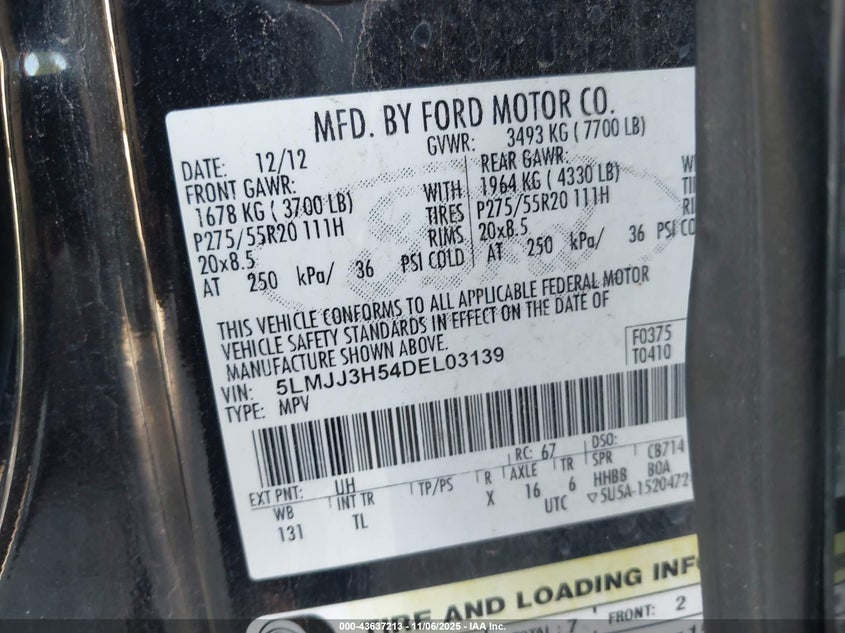 MFD. BY FORD MOTOR CO.
DATE: 12/12 GVWR: 3493 KG ( 7700 LB)
FRONT GAWR: REAR GAWR:
1678 KG ( 3700 LB) WITH 1964 KG ( 4330 LB)
P275/55R20 111H TIRES P275/55R20 111H
20x8.5 RIMS 20x8.5
AT 250 kPa/ 36 PSI COLD AT 250 kPa/ 36 PSI CO
THIS VEHICLE CONFORMS TO ALL APPLICABLE FEDERAL MOTOR
VEHICLE SAFETY STANDARDS IN EFFECT ON THE DATE OF
MANUFACTURE SHOWN ABOVE.
VIN: 5LMJJ3H54DEL03139
TYPE: MPV
F0375
T0410
EXT PNT: UH RC: 67 DSO:
WB INT TR TP/PS R AXLE TR SPR CB714
131 TL X 16 6 HHBB BOA
UTC ▽5U5A-1520472
AND LOADING INF
7 FRONT: 2
000-43637213 - 11/06/2025 - IAA, Inc.